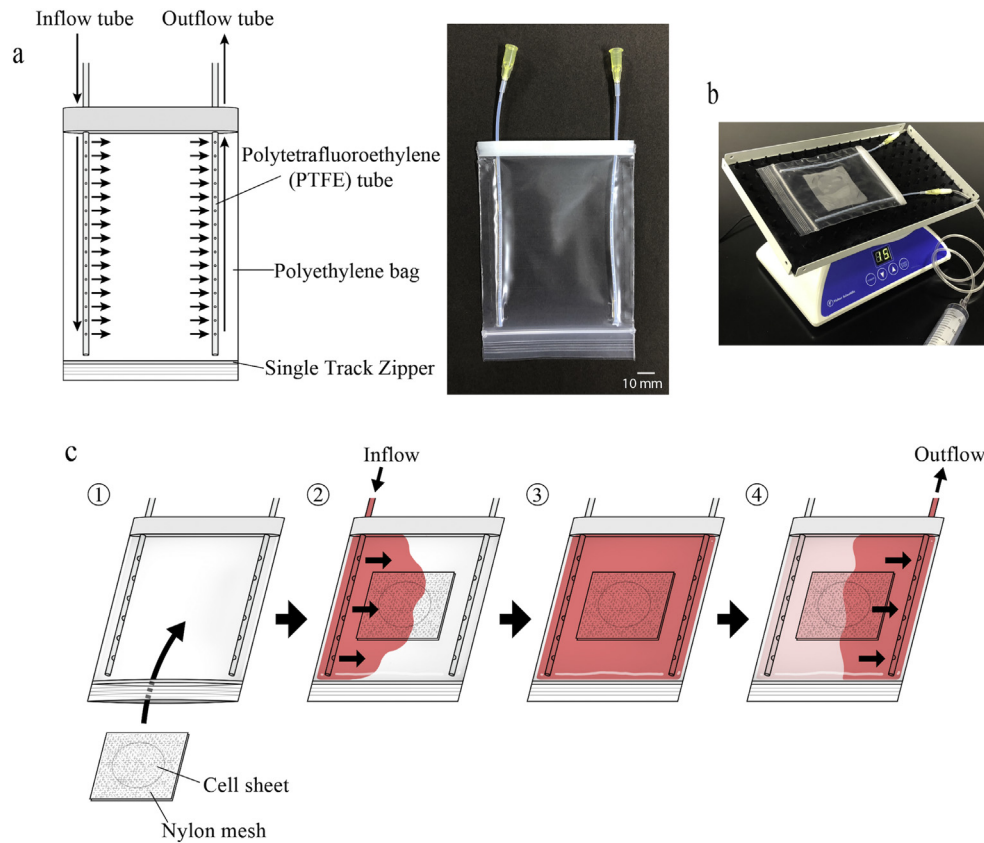 Inflow tube
Outflow tube
a
Polytetrafluoroethylene
(PTFE) tube
Polyethylene bag
Single Track Zipper
10 mm
b
15
c
Inflow
Outflow
①
②
③
④
Cell sheet
Nylon mesh